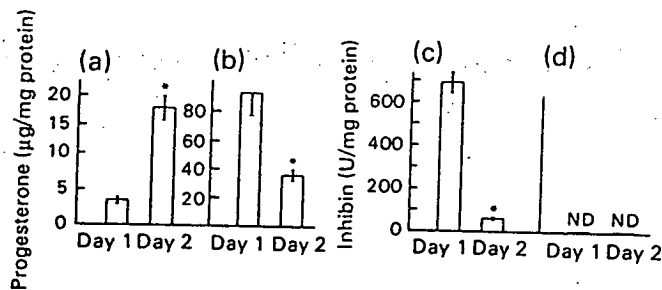 (a)
(b)
Progesterone (µg/mg protein)
20
15
10
5
0
*
80
60
40
20
*
Day 1 Day 2
Day 1 Day 2
(c)
(d)
Inhibin (U/mg protein)
600
400
200
0
*
ND ND
Day 1 Day 2
Day 1 Day 2